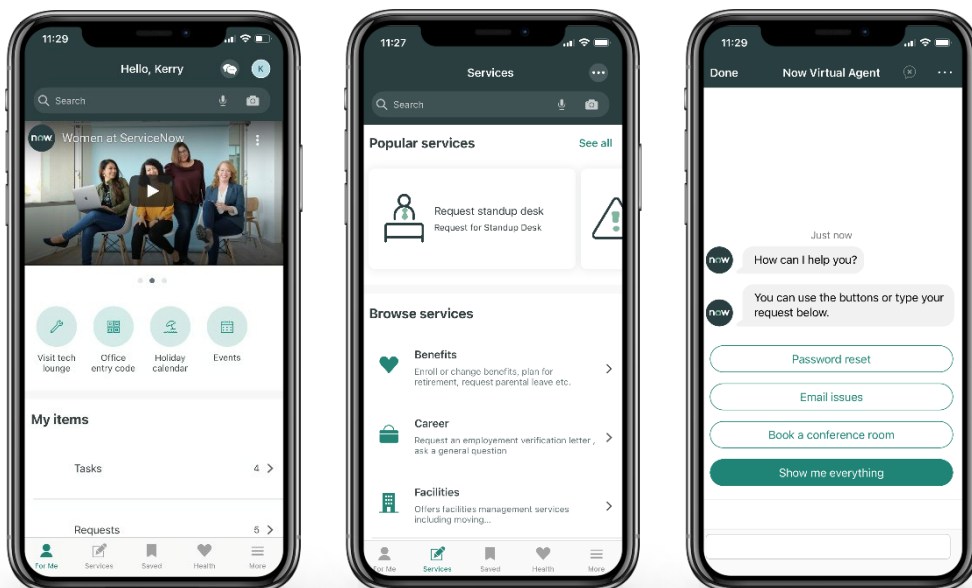 11:29
Hello, Kerry
K
Search
now
Women at ServiceNow
Visit tech
lounge
Office
entry code
Holiday
calendar
Events
My items
Tasks
4
Requests
5
For Me
Services
Saved
Health
More
11:27
Services
Search
Popular services
See all
Request standup desk
Request for Standup Desk
Browse services
Benefits
Enroll or change benefits, plan for
retirement, request parental leave etc.
Career
Request an employement verification letter ,
ask a general question
Facilities
Offers facilities management services
including moving...
For Me
Services
Saved
Health
More
11:29
Done
Now Virtual Agent
Just now
now
How can I help you?
now
You can use the buttons or type your
request below.
Password reset
Email issues
Book a conference room
Show me everything